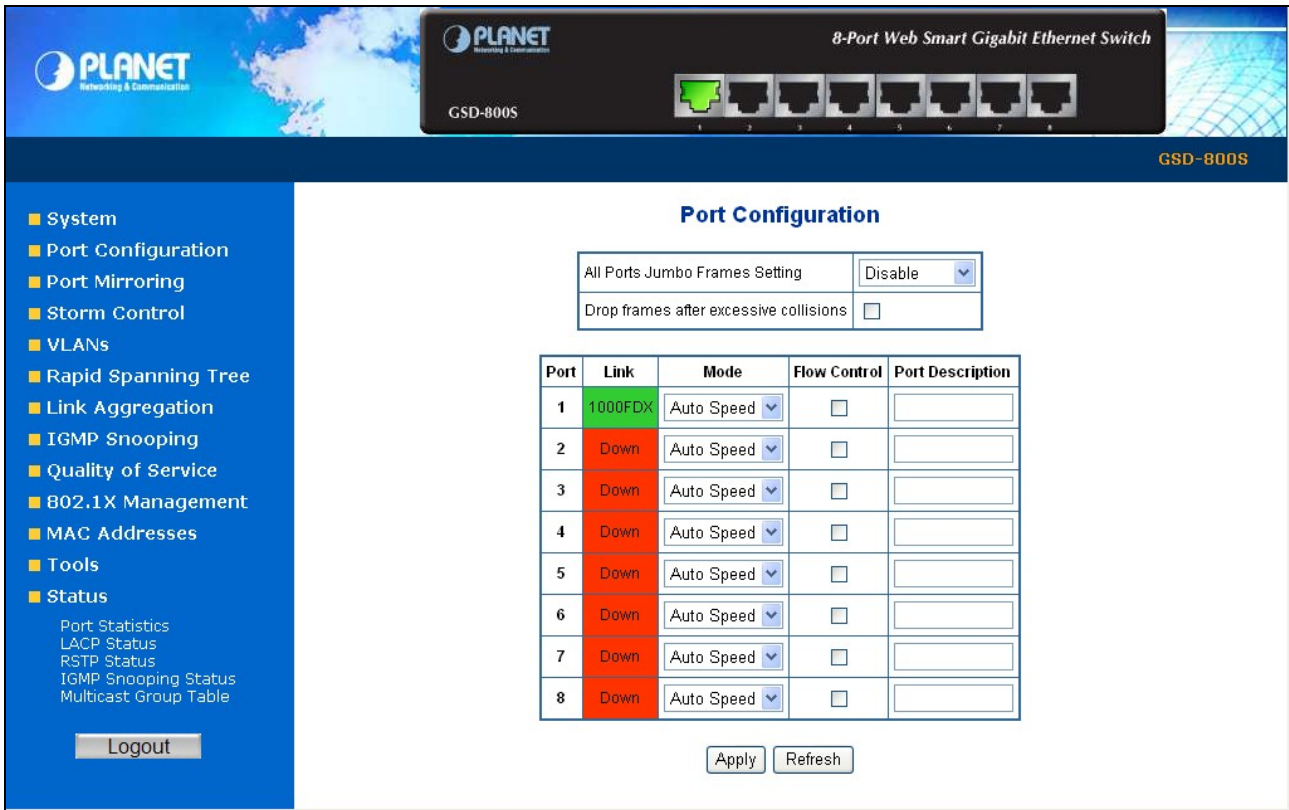 PLANET
Networking & Communication
PLANET
Networking & Communication
8-Port Web Smart Gigabit Ethernet Switch
GSD-800S
1 2 3 4 5 6 7 8
GSD-800S
System
Port Configuration
Port Mirroring
Storm Control
VLANs
Rapid Spanning Tree
Link Aggregation
IGMP Snooping
Quality of Service
802.1X Management
MAC Addresses
Tools
Status
Port Statistics
LACP Status
RSTP Status
IGMP Snooping Status
Multicast Group Table
Logout
Port Configuration
All Ports Jumbo Frames Setting Disable
Drop frames after excessive collisions
Port Link Mode Flow Control Port Description
1 1000FDX Auto Speed
2 Down Auto Speed
3 Down Auto Speed
4 Down Auto Speed
5 Down Auto Speed
6 Down Auto Speed
7 Down Auto Speed
8 Down Auto Speed
Apply Refresh